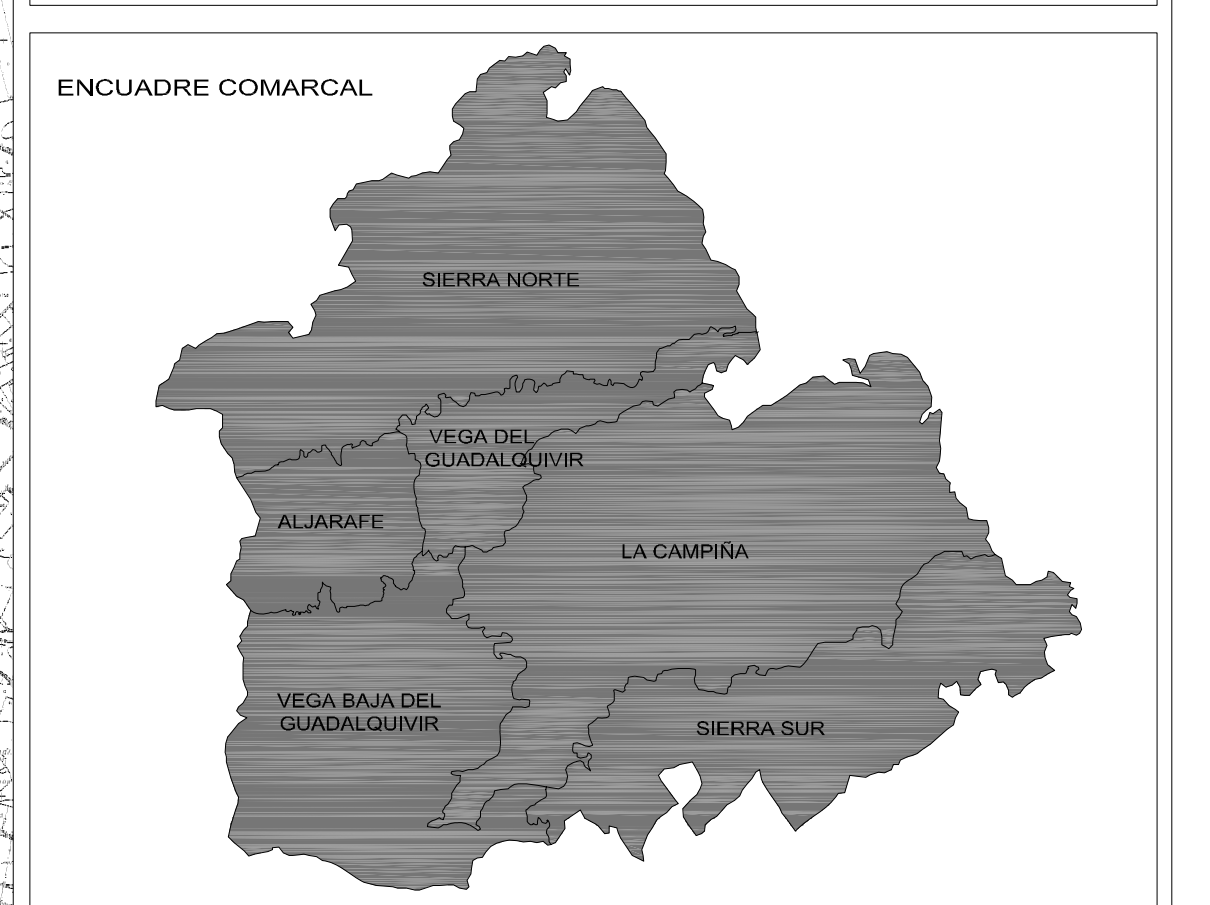 ENCUADRE COMARCAL
SIERRA NORTE
VEGA DEL
GUADALQUIVIR
ALJARAFE
LA CAMPIÑA
VEGA BAJA DEL
GUADALQUIVIR
SIERRA SUR